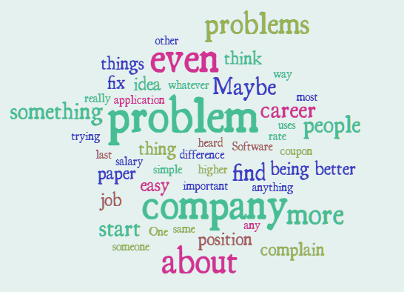 problems
other
even
things
think
fix
idea
whatever
Maybe
way
most
really
application
something
problem
career
people
uses
rate
trying
thing
heard
difference
Software
coupon
last
salary
simple
higher
paper
find
being
better
easy
important
anything
job
company
more
start
One
same
any
someone
position
complain
about